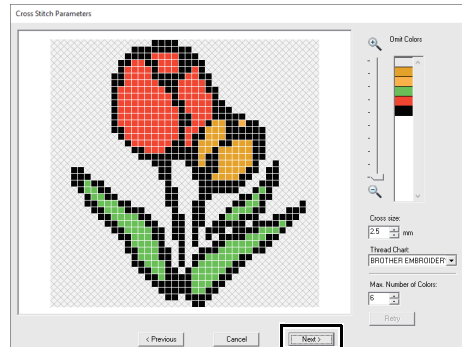 Cross Stitch Parameters
Omit Colors
Cross size:
2.5 mm
Thread Chart:
BROTHER EMBROIDERY
Max. Number of Colors:
6
Retry
< Previous
Cancel
Next >